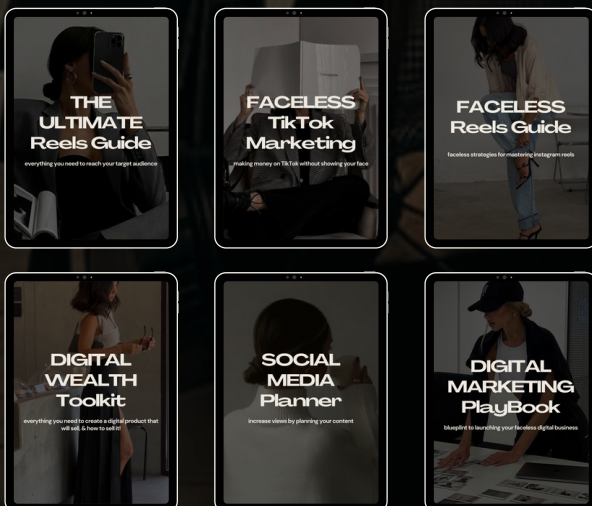 THE
ULTIMATE
Reels Guide
everything you need to reach your target audience
FACELESS
TikTok
Marketing
making money on TikTok without showing your face
FACELESS
Reels Guide
faceless strategies for mastering instagram reels
DIGITAL
WEALTH
Toolkit
everything you need to create a digital product that
will sell, & how to sell it!
SOCIAL
MEDIA
Planner
increase views by planning your content
DIGITAL
MARKETING
PlayBook
blueplint to launching your faceless digital business